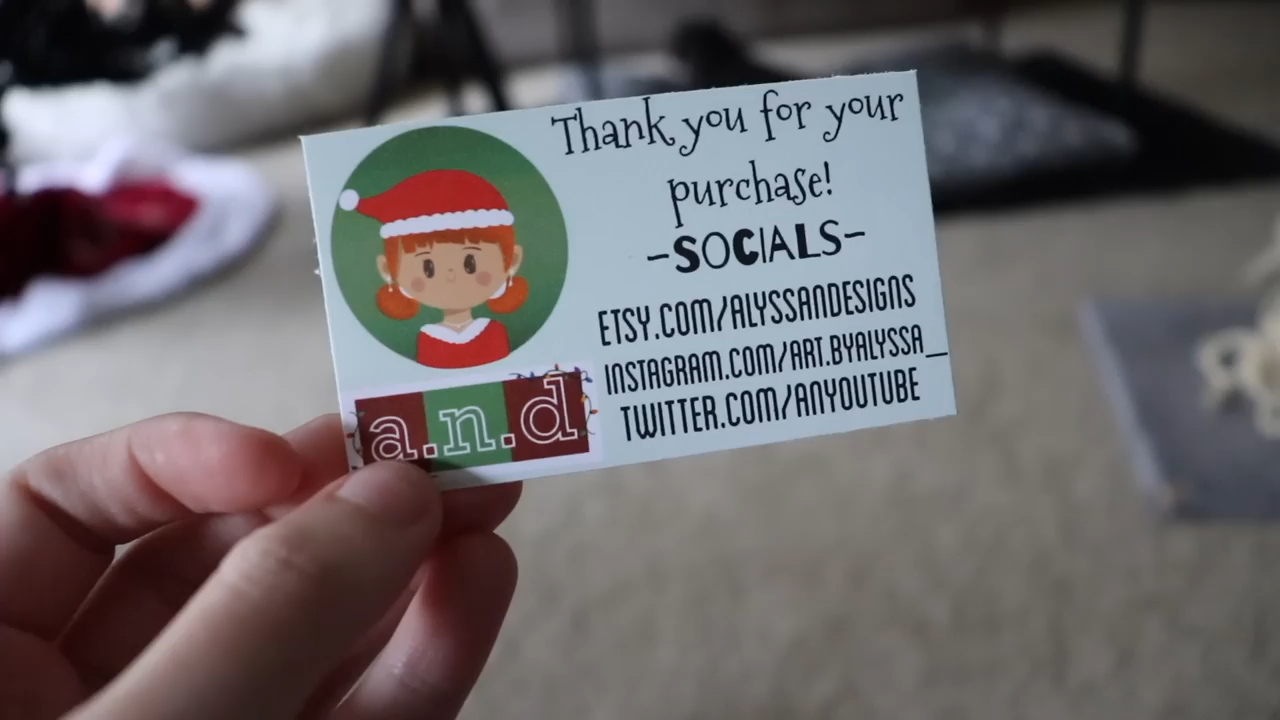 Thank you for your
purchase!
-SOCIALS-
ETSY.COM/ALYSSANDESIGNS
INSTAGRAM.COM/ART.BYALYSSA_
TWITTER.COM/ANYOUTUBE
a.n.d